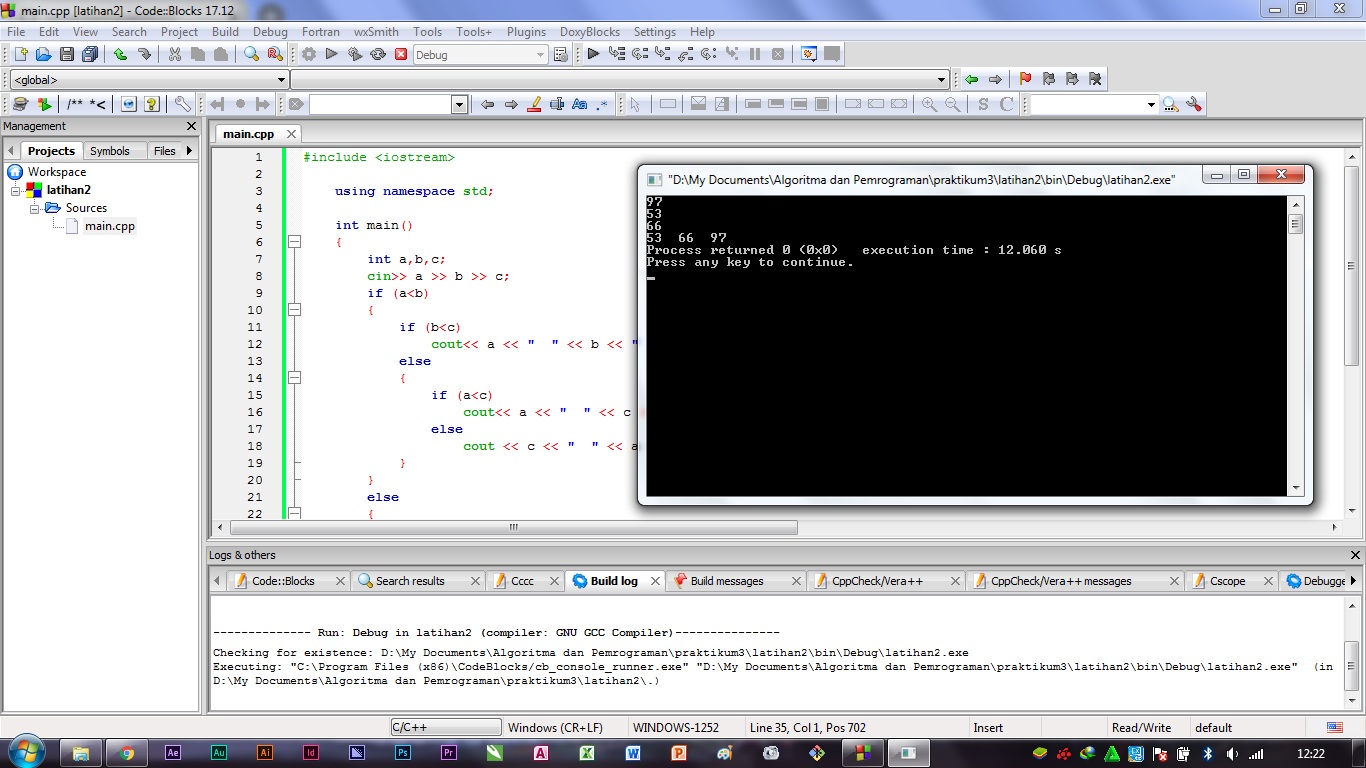 main.cpp [latihan2] - Code::Blocks 17.12
File Edit View Search Project Build Debug Fortran wxSmith Tools Tools+ Plugins DoxyBlocks Settings Help
Debug
<global>
/** *<
Aa .*
S C
Management
Projects Symbols Files
Workspace
latihan2
Sources
main.cpp
main.cpp
1 #include <iostream>
2
3 using namespace std;
4
5 int main()
6 {
7 int a,b,c;
8 cin>> a >> b >> c;
9 if (a<b)
10 {
11 if (b<c)
12 cout<< a << "  " << b << "
13 else
14 {
15 if (a<c)
16 cout<< a << "  " << c
17 else
18 cout << c << "  " << a
19 }
20 }
21 else
22 {
"D:\My Documents\Algoritma dan Pemrograman\praktikum3\latihan2\bin\Debug\latihan2.exe"
97
53
66
53  66  97
Process returned 0 (0x0)   execution time : 12.060 s
Press any key to continue.
Logs & others
Code::Blocks Search results Cccc Build log Build messages CppCheck/Vera++ CppCheck/Vera++ messages Cscope Debugge
-------------- Run: Debug in latihan2 (compiler: GNU GCC Compiler)---------------
Checking for existence: D:\My Documents\Algoritma dan Pemrograman\praktikum3\latihan2\bin\Debug\latihan2.exe
Executing: "C:\Program Files (x86)\CodeBlocks/cb_console_runner.exe" "D:\My Documents\Algoritma dan Pemrograman\praktikum3\latihan2\bin\Debug\latihan2.exe"  (in
D:\My Documents\Algoritma dan Pemrograman\praktikum3\latihan2\.)
C/C++ Windows (CR+LF) WINDOWS-1252 Line 35, Col 1, Pos 702 Insert Read/Write default
Ae Au Ai Id Ps Pr A X W P 12:22